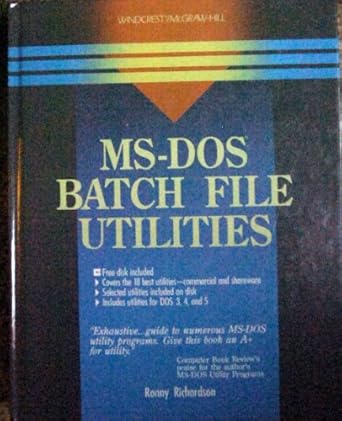 WINDCREST/McGRAW-HILL
MS-DOS®
BATCH FILE
UTILITIES
Free disk included
Covers the 18 best utilities—commercial and shareware
Selected utilities included on disk
Includes utilities for DOS 3, 4, and 5
"Exhaustive...guide to numerous MS-DOS
utility programs. Give this book an A+
for utility."
Computer Book Review's
praise for the author's
MS-DOS Utility Programs
Ronny Richardson